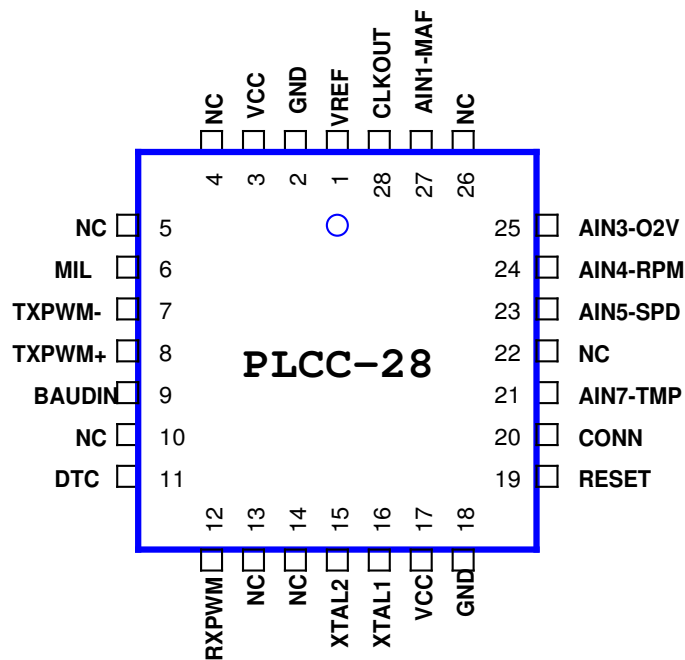 NC VCC GND VREF CLKOUT AIN1-MAF NC
4 3 2 1 28 27 26
NC 5 25 AIN3-O2V
MIL 6 24 AIN4-RPM
TXPWM- 7 23 AIN5-SPD
TXPWM+ 8 22 NC
PLCC-28
BAUDIN 9 21 AIN7-TMP
NC 10 20 CONN
DTC 11 19 RESET
12 13 14 15 16 17 18
RXPWM NC NC XTAL2 XTAL1 VCC GND